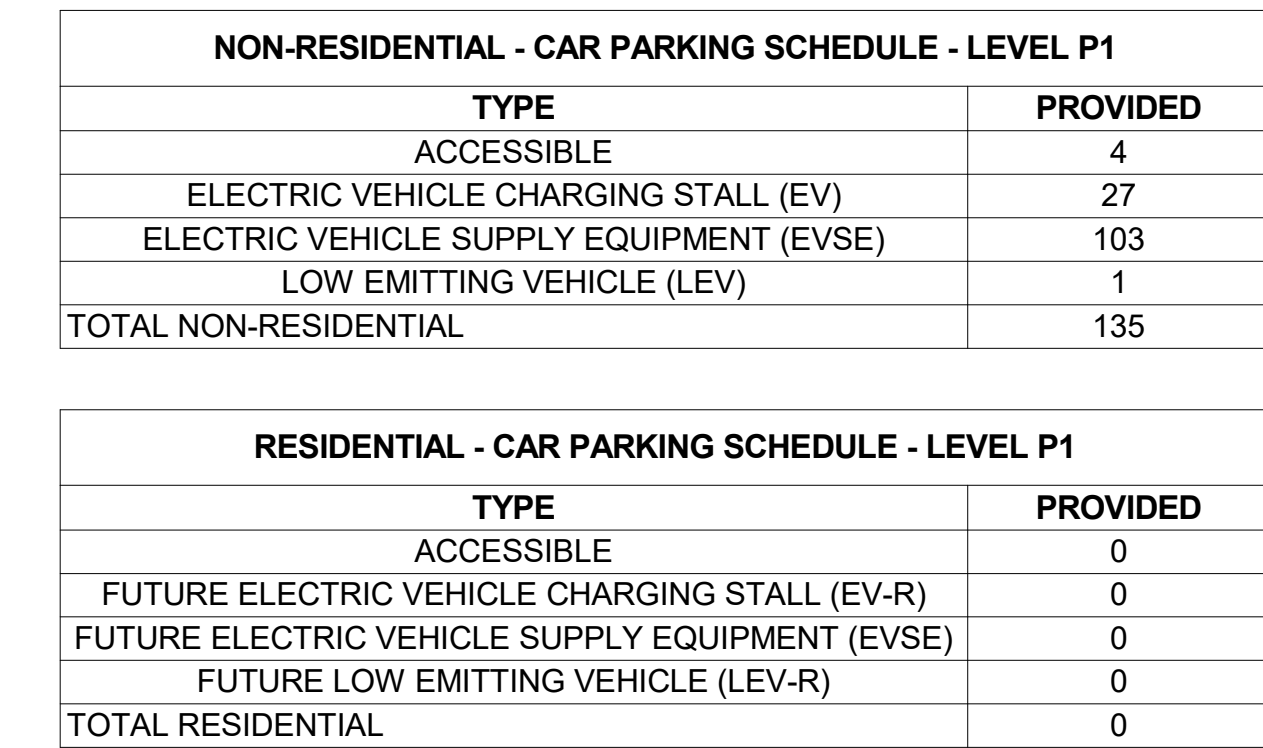 NON-RESIDENTIAL - CAR PARKING SCHEDULE - LEVEL P1
TYPE PROVIDED
ACCESSIBLE 4
ELECTRIC VEHICLE CHARGING STALL (EV) 27
ELECTRIC VEHICLE SUPPLY EQUIPMENT (EVSE) 103
LOW EMITTING VEHICLE (LEV) 1
TOTAL NON-RESIDENTIAL 135
RESIDENTIAL - CAR PARKING SCHEDULE - LEVEL P1
TYPE PROVIDED
ACCESSIBLE 0
FUTURE ELECTRIC VEHICLE CHARGING STALL (EV-R) 0
FUTURE ELECTRIC VEHICLE SUPPLY EQUIPMENT (EVSE) 0
FUTURE LOW EMITTING VEHICLE (LEV-R) 0
TOTAL RESIDENTIAL 0